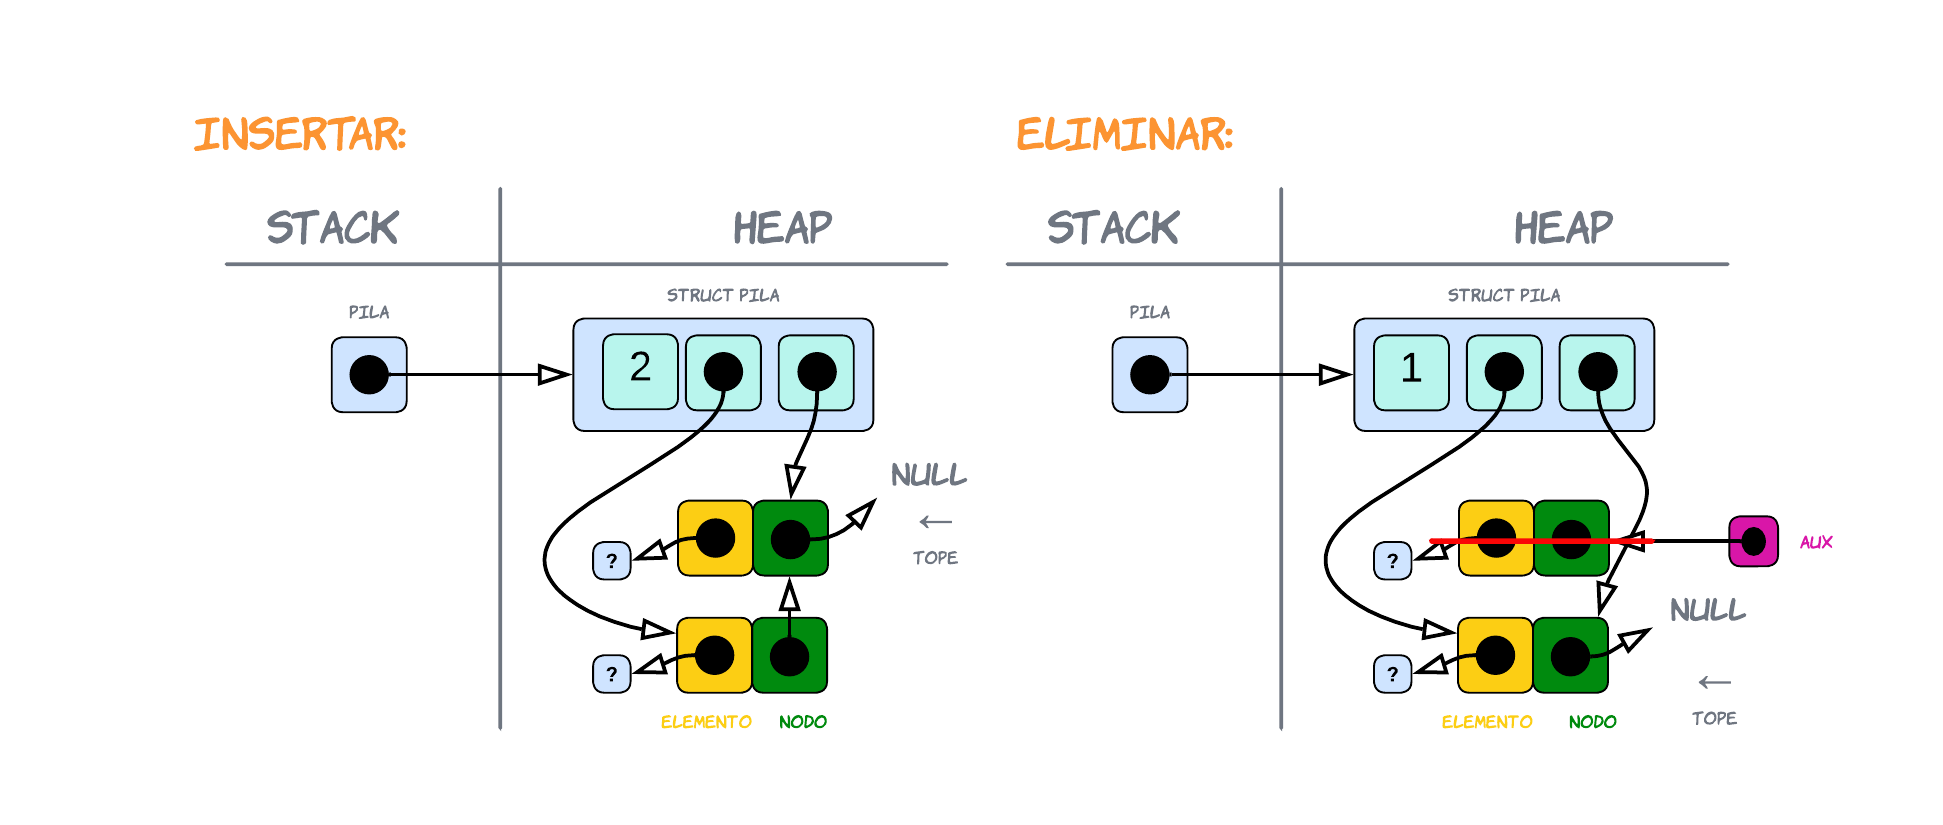 INSERTAR:
STACK
HEAP
PILA
STRUCT PILA
2
NULL
←
TOPE
?
?
ELEMENTO
NODO
ELIMINAR:
STACK
HEAP
PILA
STRUCT PILA
1
?
AUX
NULL
?
←
TOPE
ELEMENTO
NODO